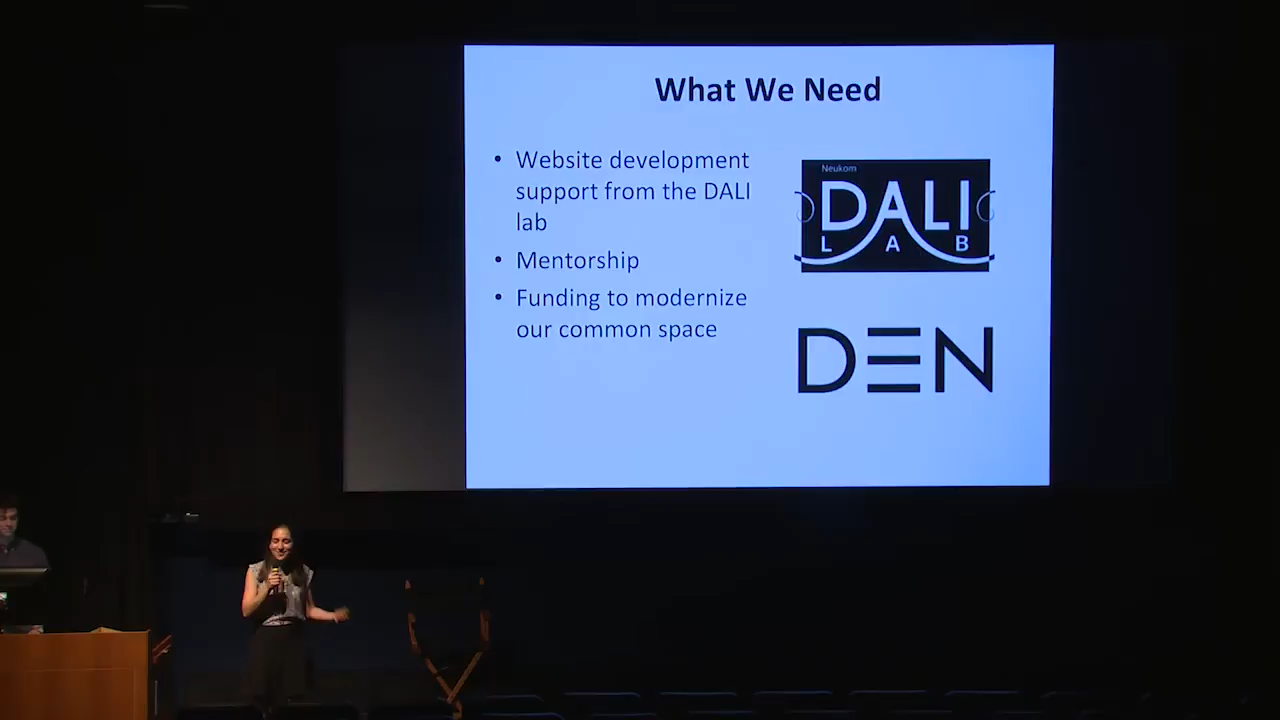 What We Need
• Website development
support from the DALI
lab
• Mentorship
• Funding to modernize
our common space
Neukom
DALI
LAB
DEN